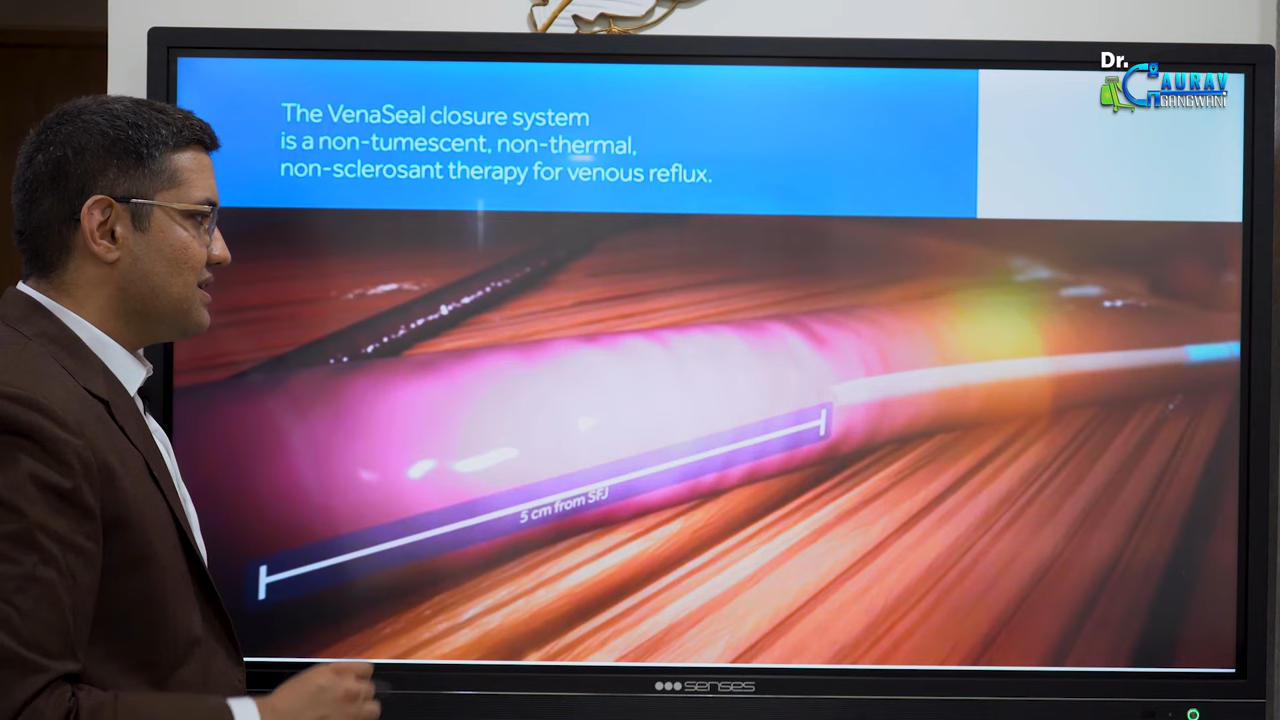 Dr.
GAURAV
GANGWANI
The VenaSeal closure system
is a non-tumescent, non-thermal,
non-sclerosant therapy for venous reflux.
5 cm from SFJ
senses